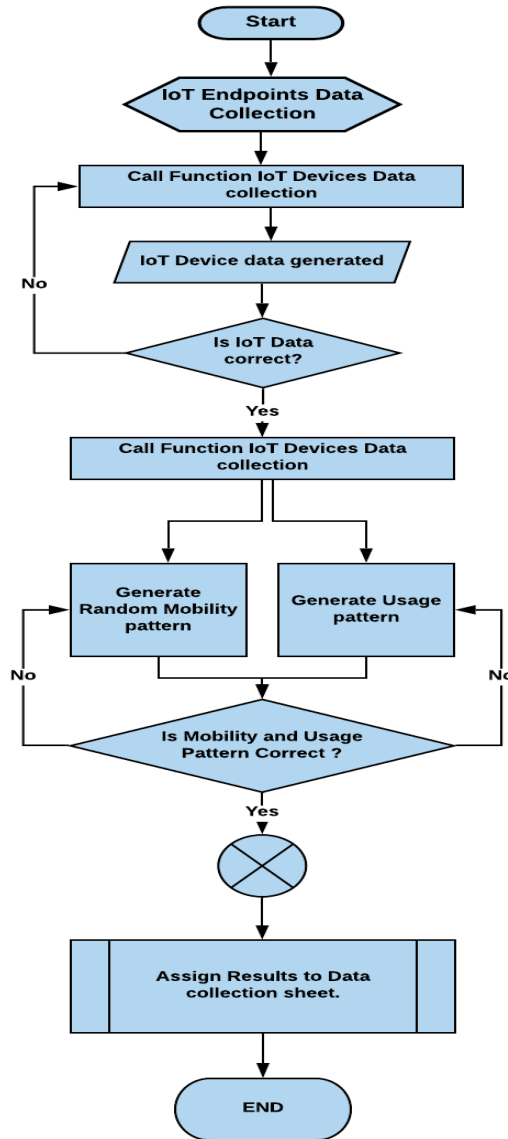 Start
IoT Endpoints Data
Collection
Call Function IoT Devices Data
collection
IoT Device data generated
No
Is IoT Data
correct?
Yes
Call Function IoT Devices Data
collection
Generate
Random Mobility
pattern
Generate Usage
pattern
No
No
Is Mobility and Usage
Pattern Correct ?
Yes
Assign Results to Data
collection sheet.
END